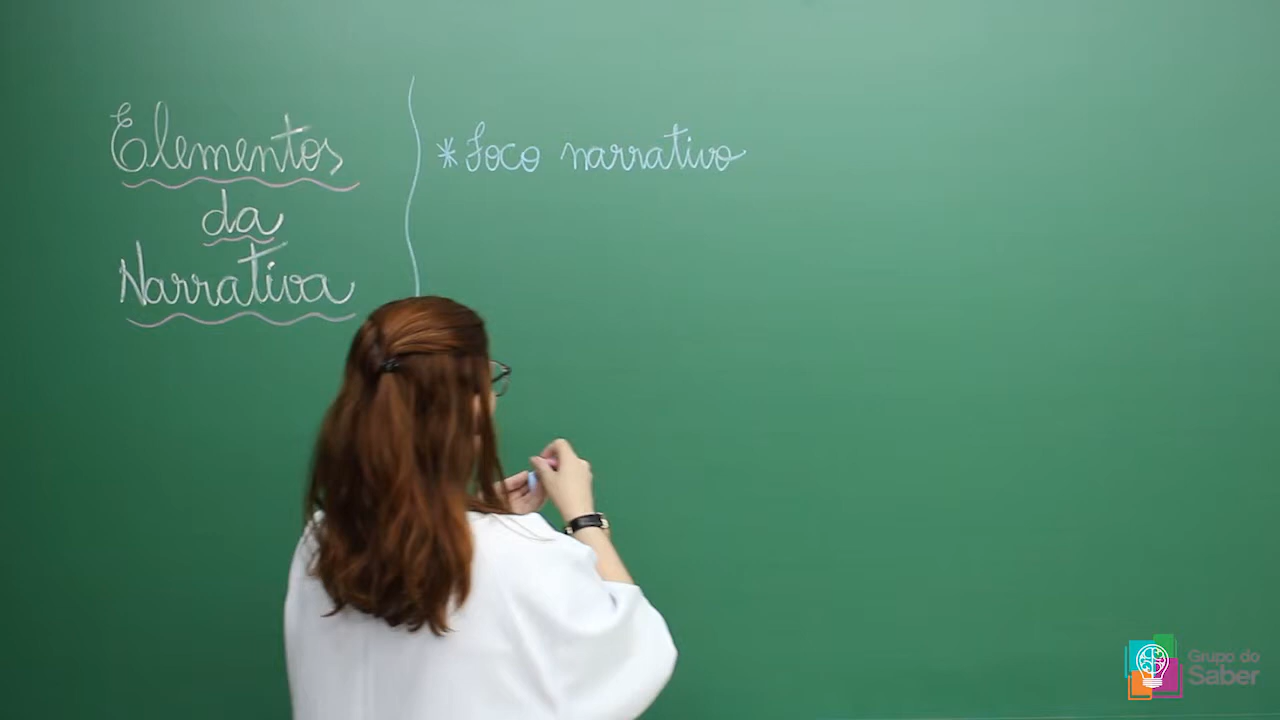 Elementos
da
Narrativa
* Foco narrativo
Grupo do
Saber